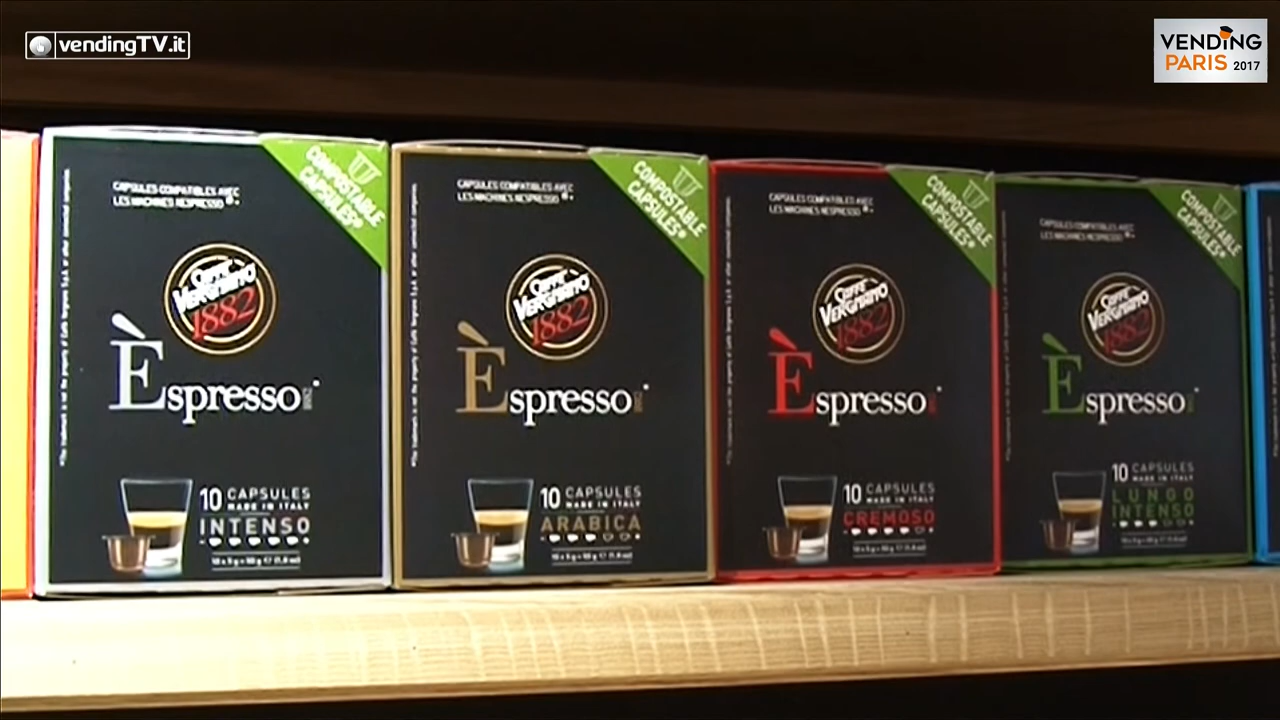 vendingTV.it
VENDING
PARIS 2017
COMPOSTABLE
CAPSULES*
CAPSULES COMPATIBLES AVEC
LES MACHINES NESPRESSO®*.
CAFFÈ
VERGNANO
1882
Èspresso
1882
10 CAPSULES
MADE IN ITALY
INTENSO
COMPOSTABLE
CAPSULES*
CAPSULES COMPATIBLES AVEC
LES MACHINES NESPRESSO®*.
CAFFÈ
VERGNANO
1882
Èspresso
1882
10 CAPSULES
MADE IN ITALY
ARABICA
COMPOSTABLE
CAPSULES*
CAPSULES COMPATIBLES AVEC
LES MACHINES NESPRESSO®*.
CAFFÈ
VERGNANO
1882
Èspresso
10 CAPSULES
MADE IN ITALY
CREMOSO
COMPOSTABLE
CAPSULES*
CAPSULES COMPATIBLES AVEC
LES MACHINES NESPRESSO®*.
CAFFÈ
VERGNANO
1882
Èspresso
10 CAPSULES
MADE IN ITALY
LUNGO
INTENSO